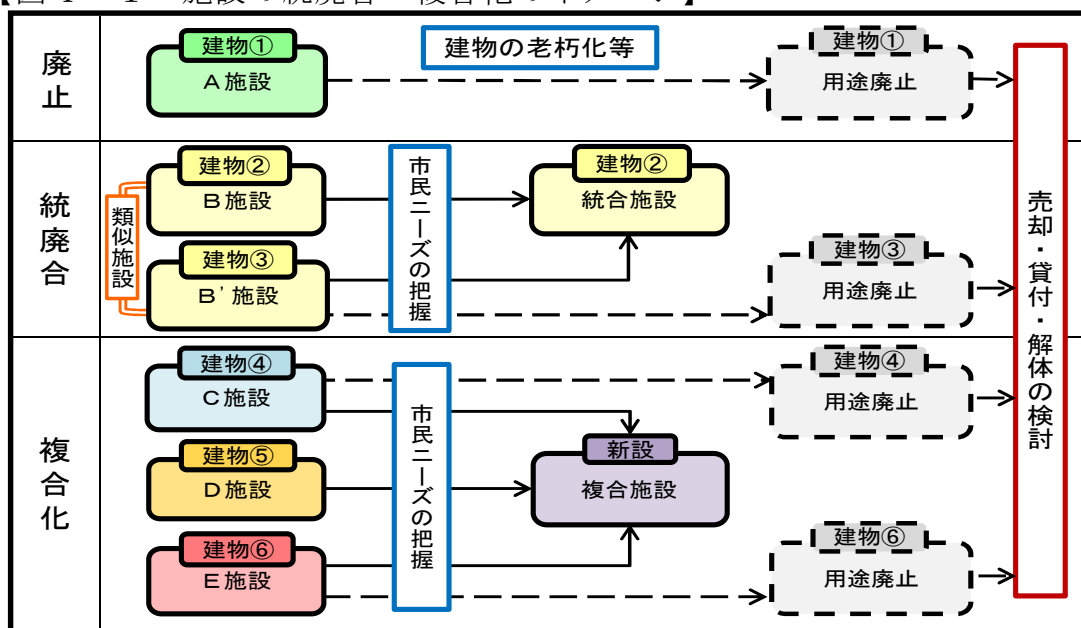 廃止
建物①
A施設
建物の老朽化等
建物①
用途廃止
統廃合
類似施設
建物②
B施設
建物③
B'施設
市民ニーズの把握
建物②
統合施設
建物③
用途廃止
複合化
建物④
C施設
建物⑤
D施設
建物⑥
E施設
市民ニーズの把握
新設
複合施設
建物④
用途廃止
建物⑥
用途廃止
売却・貸付・解体の検討